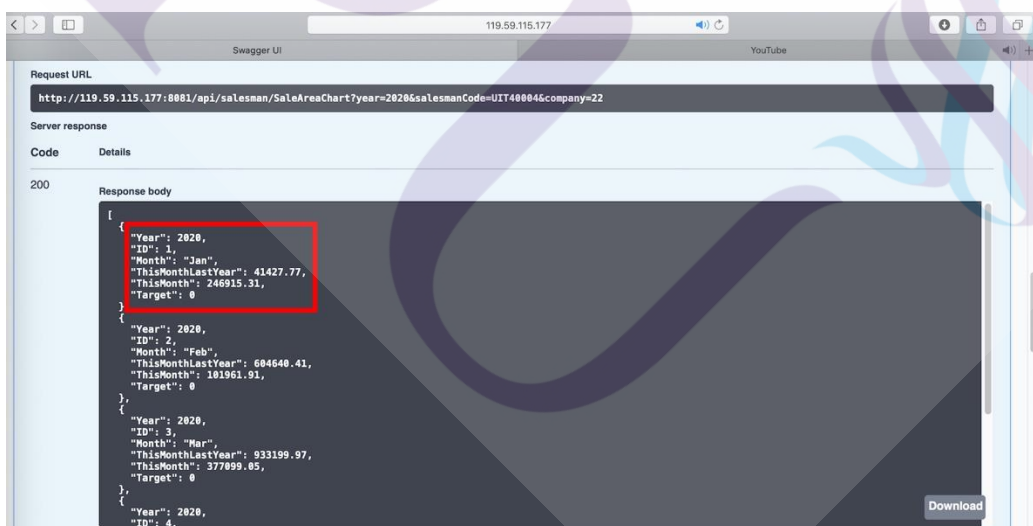 119.59.115.177
Swagger UI
YouTube
Request URL
http://119.59.115.177:8081/api/salesman/SaleAreaChart?year=2020&salesmanCode=UIT40004&company=22
Server response
Code
Details
200
Response body
[
{
"Year": 2020,
"ID": 1,
"Month": "Jan",
"ThisMonthLastYear": 41427.77,
"ThisMonth": 246915.31,
"Target": 0
}
{
"Year": 2020,
"ID": 2,
"Month": "Feb",
"ThisMonthLastYear": 604640.41,
"ThisMonth": 101961.91,
"Target": 0
},
{
"Year": 2020,
"ID": 3,
"Month": "Mar",
"ThisMonthLastYear": 933199.97,
"ThisMonth": 377099.05,
"Target": 0
},
{
"Year": 2020,
"ID": 4,
Download